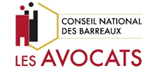 CONSEIL NATIONAL
DES BARREAUX
LES AVOCATS